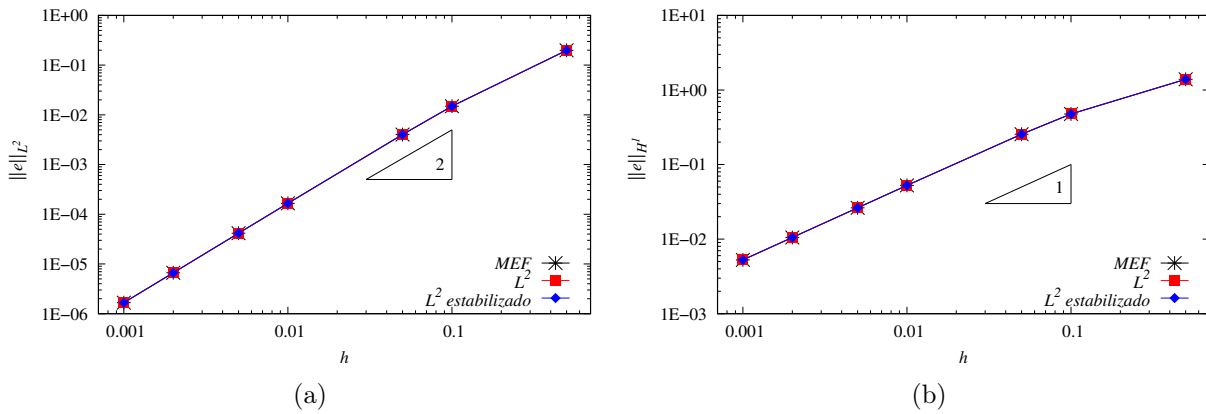 1E+00
1E−01
1E−02
1E−03
1E−04
1E−05
1E−06
||e||L²
2
MEF
L²
L² estabilizado
0.001
0.01
0.1
h
(a)
1E+01
1E+00
1E−01
1E−02
1E−03
||e||H¹
1
MEF
L²
L² estabilizado
0.001
0.01
0.1
h
(b)